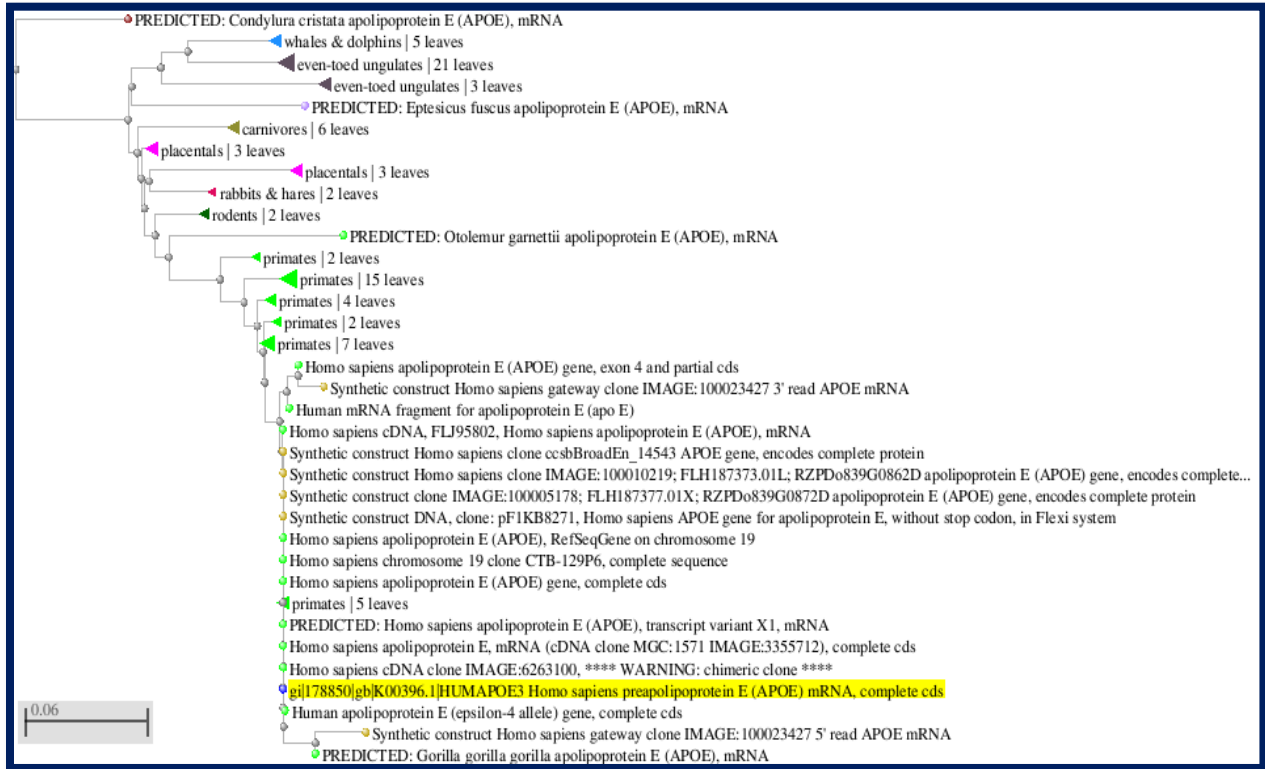 PREDICTED: Condylura cristata apolipoprotein E (APOE), mRNA
whales & dolphins | 5 leaves
even-toed ungulates | 21 leaves
even-toed ungulates | 3 leaves
PREDICTED: Eptesicus fuscus apolipoprotein E (APOE), mRNA
carnivores | 6 leaves
placentals | 3 leaves
placentals | 3 leaves
rabbits & hares | 2 leaves
rodents | 2 leaves
PREDICTED: Otolemur garnettii apolipoprotein E (APOE), mRNA
primates | 2 leaves
primates | 15 leaves
primates | 4 leaves
primates | 2 leaves
primates | 7 leaves
Homo sapiens apolipoprotein E (APOE) gene, exon 4 and partial cds
Synthetic construct Homo sapiens gateway clone IMAGE:100023427 3' read APOE mRNA
Human mRNA fragment for apolipoprotein E (apo E)
Homo sapiens cDNA, FLJ95802, Homo sapiens apolipoprotein E (APOE), mRNA
Synthetic construct Homo sapiens clone ccsbBroadEn_14543 APOE gene, encodes complete protein
Synthetic construct Homo sapiens clone IMAGE:100010219; FLH187373.01L; RZPDo839G0862D apolipoprotein E (APOE) gene, encodes complete...
Synthetic construct clone IMAGE:100005178; FLH187377.01X; RZPDo839G0872D apolipoprotein E (APOE) gene, encodes complete protein
Synthetic construct DNA, clone: pF1KB8271, Homo sapiens APOE gene for apolipoprotein E, without stop codon, in Flexi system
Homo sapiens apolipoprotein E (APOE), RefSeqGene on chromosome 19
Homo sapiens chromosome 19 clone CTB-129P6, complete sequence
Homo sapiens apolipoprotein E (APOE) gene, complete cds
primates | 5 leaves
PREDICTED: Homo sapiens apolipoprotein E (APOE), transcript variant X1, mRNA
Homo sapiens apolipoprotein E, mRNA (cDNA clone MGC:1571 IMAGE:3355712), complete cds
Homo sapiens cDNA clone IMAGE:6263100, **** WARNING: chimeric clone ****
gi|178850|gb|K00396.1|HUMAPOE3 Homo sapiens preapolipoprotein E (APOE) mRNA, complete cds
Human apolipoprotein E (epsilon-4 allele) gene, complete cds
Synthetic construct Homo sapiens gateway clone IMAGE:100023427 5' read APOE mRNA
PREDICTED: Gorilla gorilla gorilla apolipoprotein E (APOE), mRNA
0.06